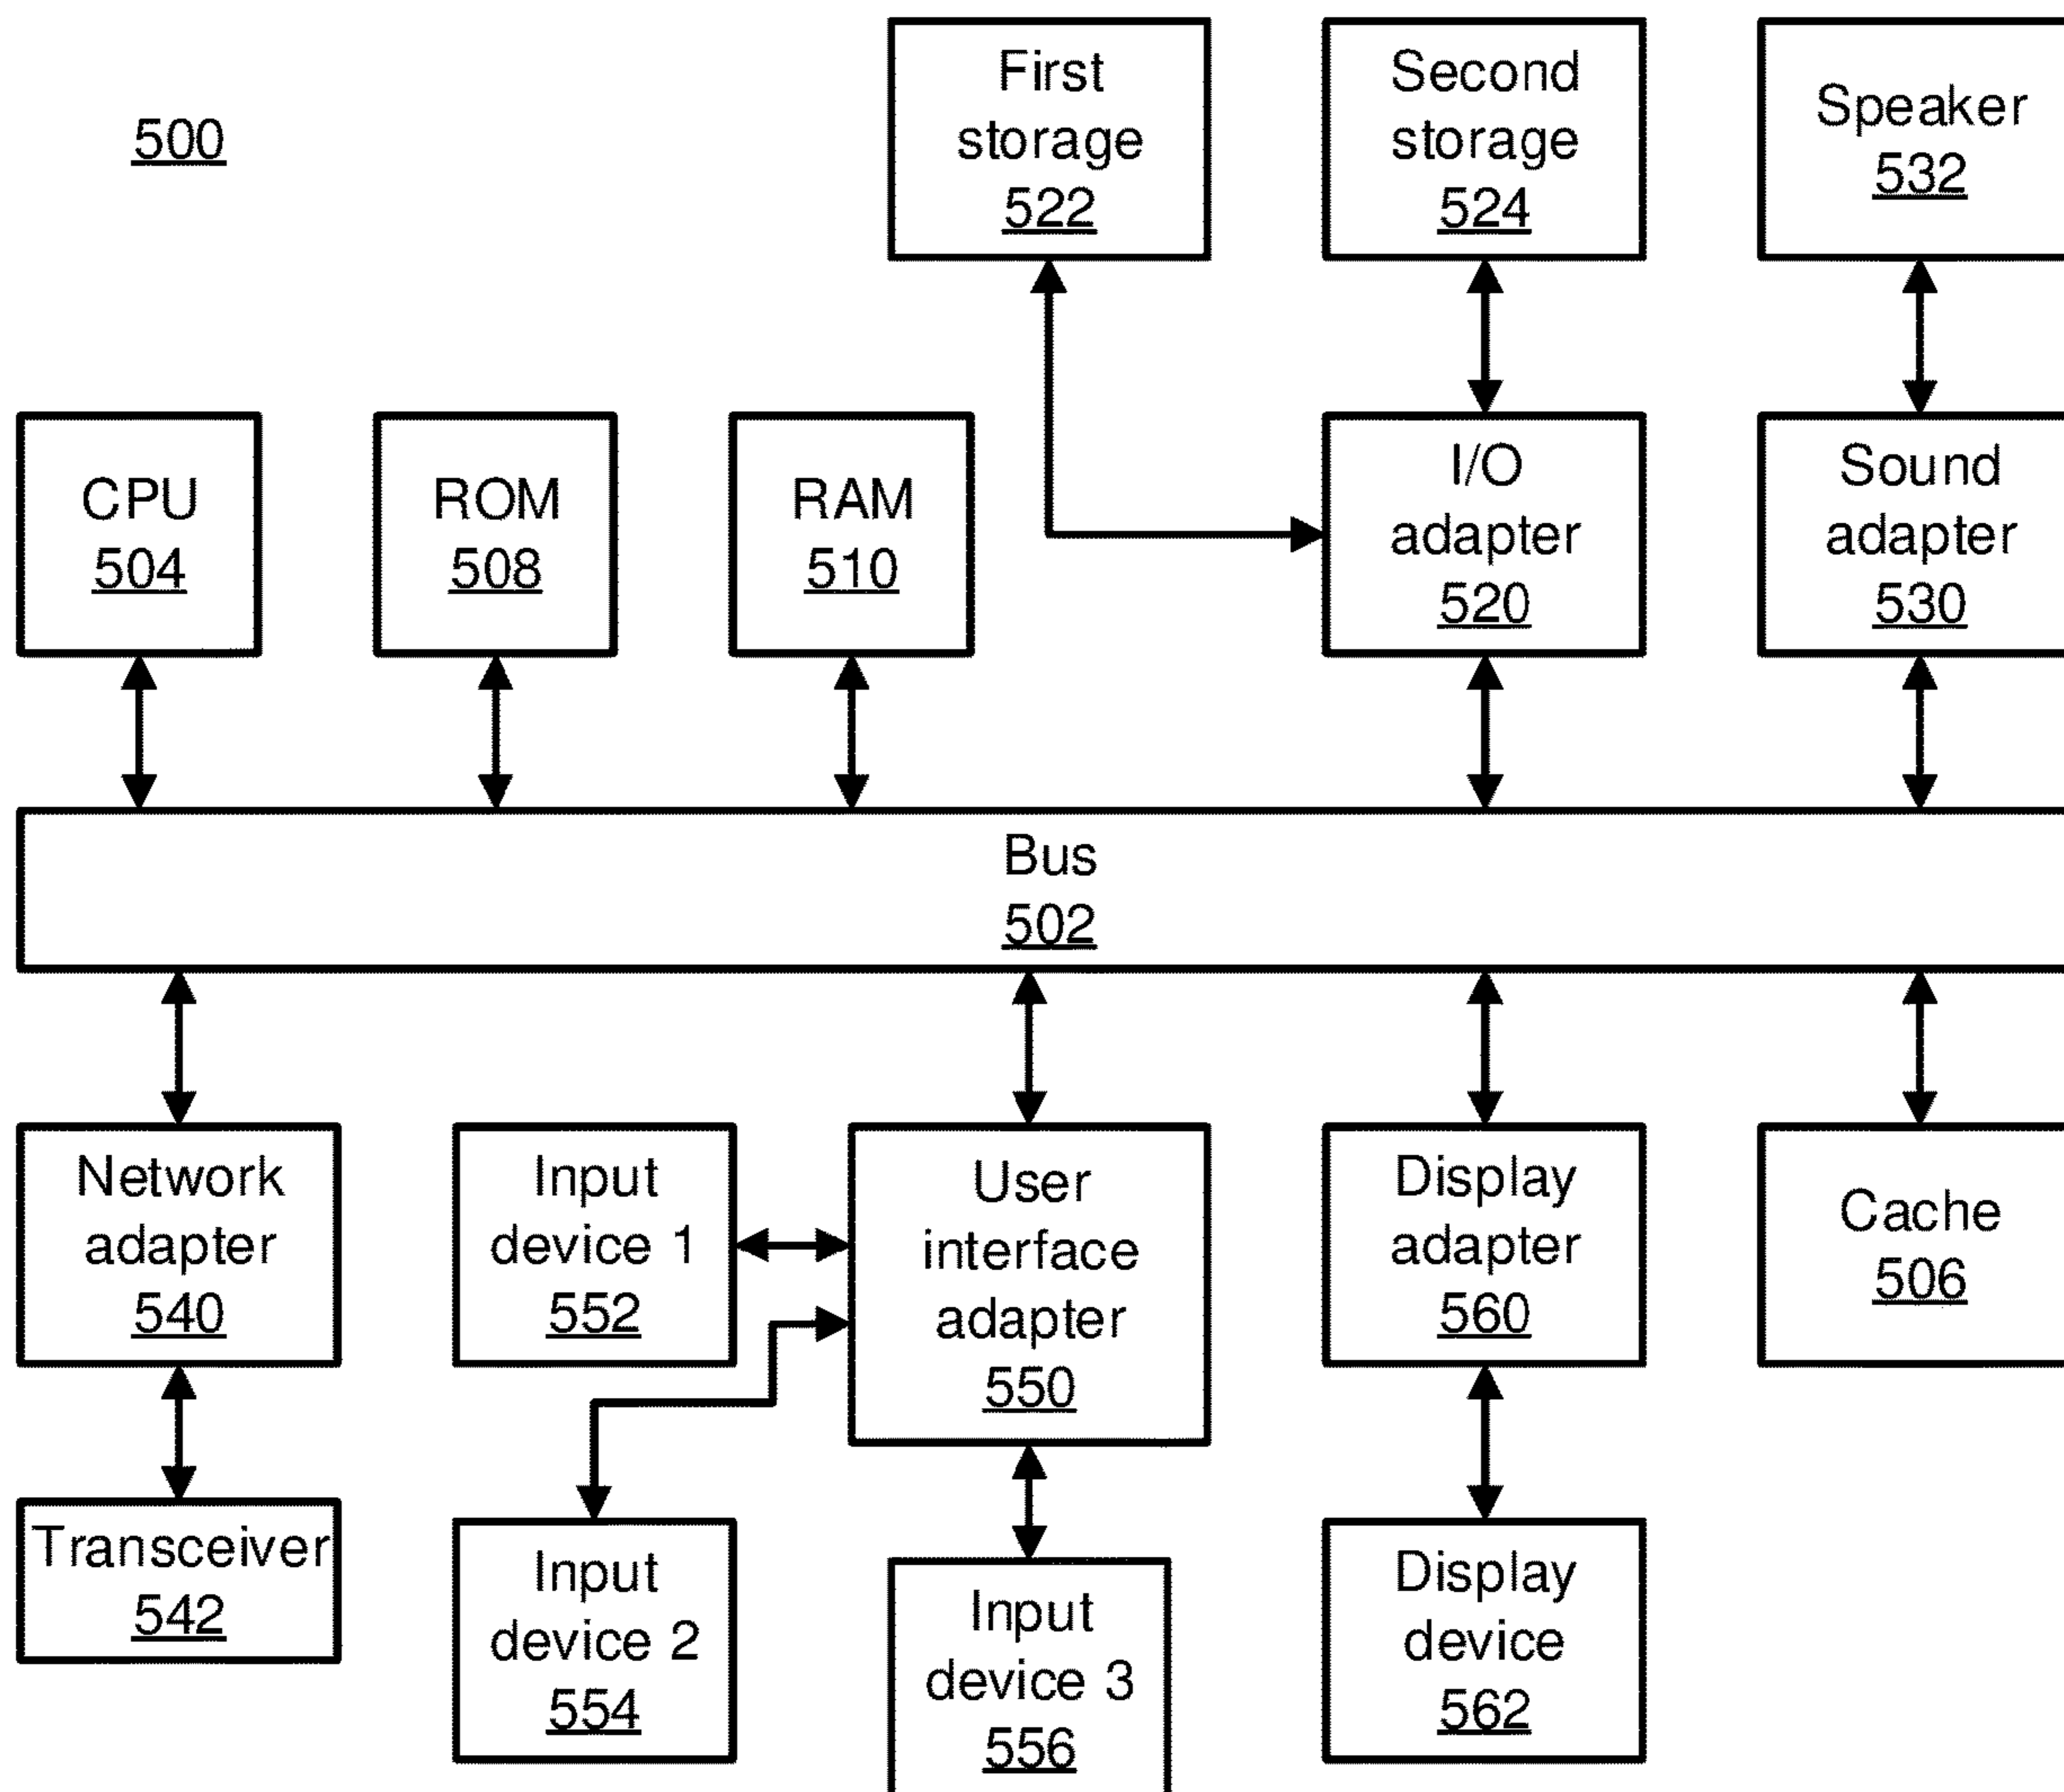 500
First
storage
522
Second
storage
524
Speaker
532
CPU
504
ROM
508
RAM
510
I/O
adapter
520
Sound
adapter
530
Bus
502
Network
adapter
540
Input
device 1
552
User
interface
adapter
550
Display
adapter
560
Cache
506
Transceiver
542
Input
device 2
554
Input
device 3
556
Display
device
562